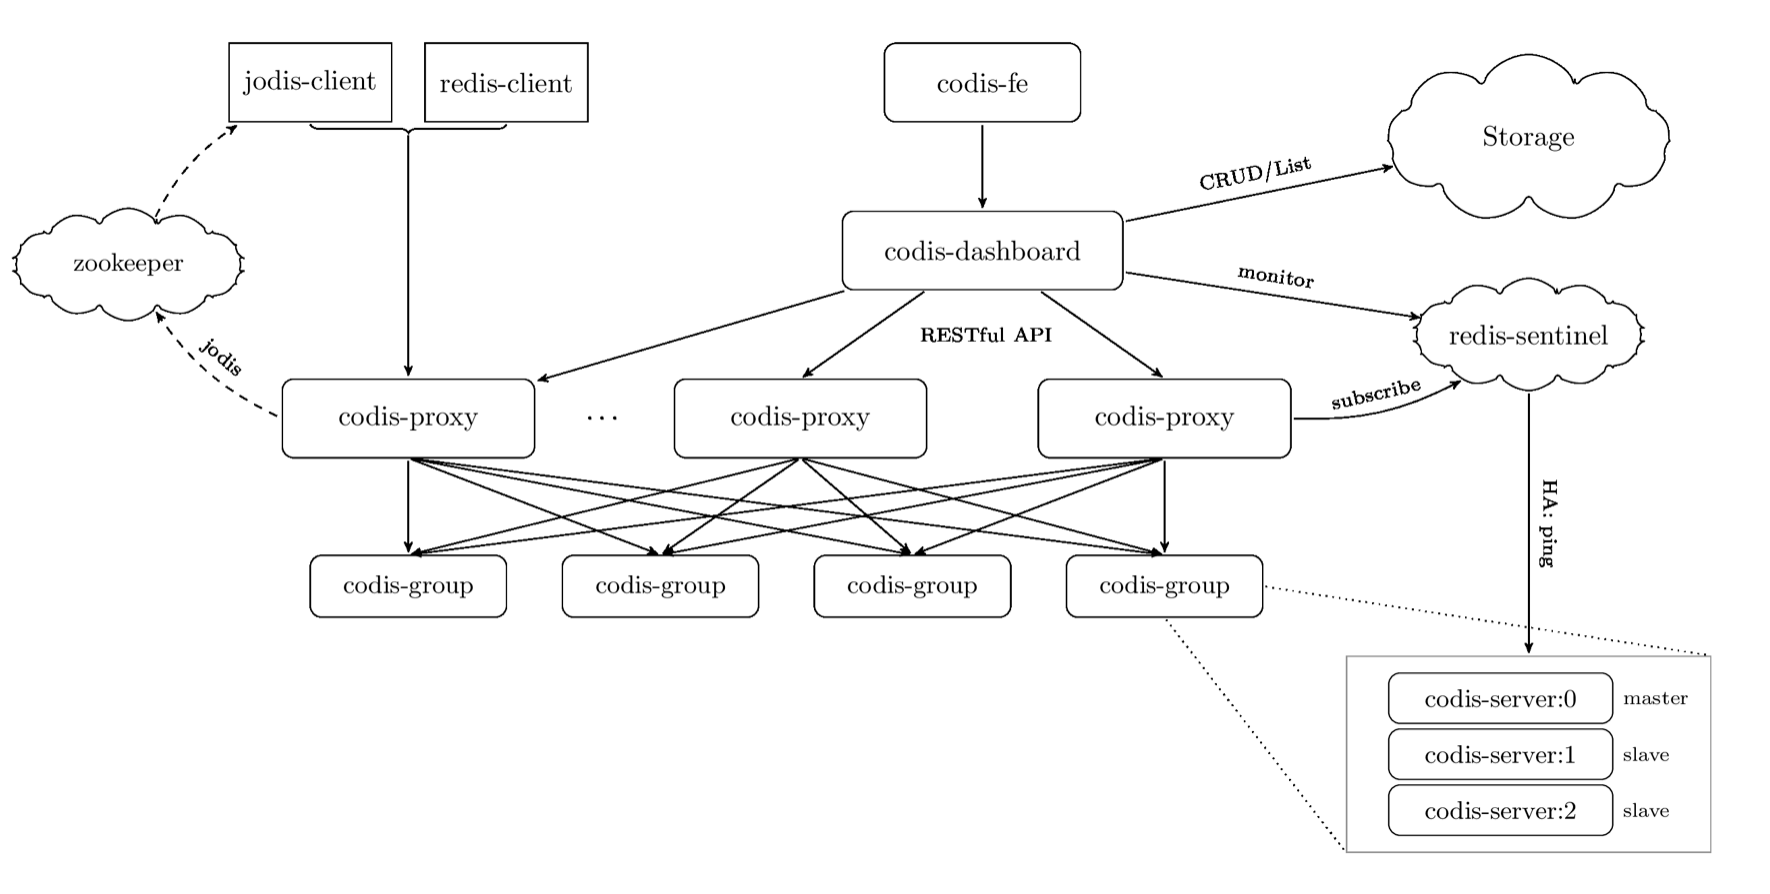 jodis-client
redis-client
codis-fe
Storage
CRUD/List
zookeeper
codis-dashboard
monitor
redis-sentinel
RESTful API
jodis
codis-proxy
...
codis-proxy
codis-proxy
subscribe
HA: ping
codis-group
codis-group
codis-group
codis-group
codis-server:0 master
codis-server:1 slave
codis-server:2 slave